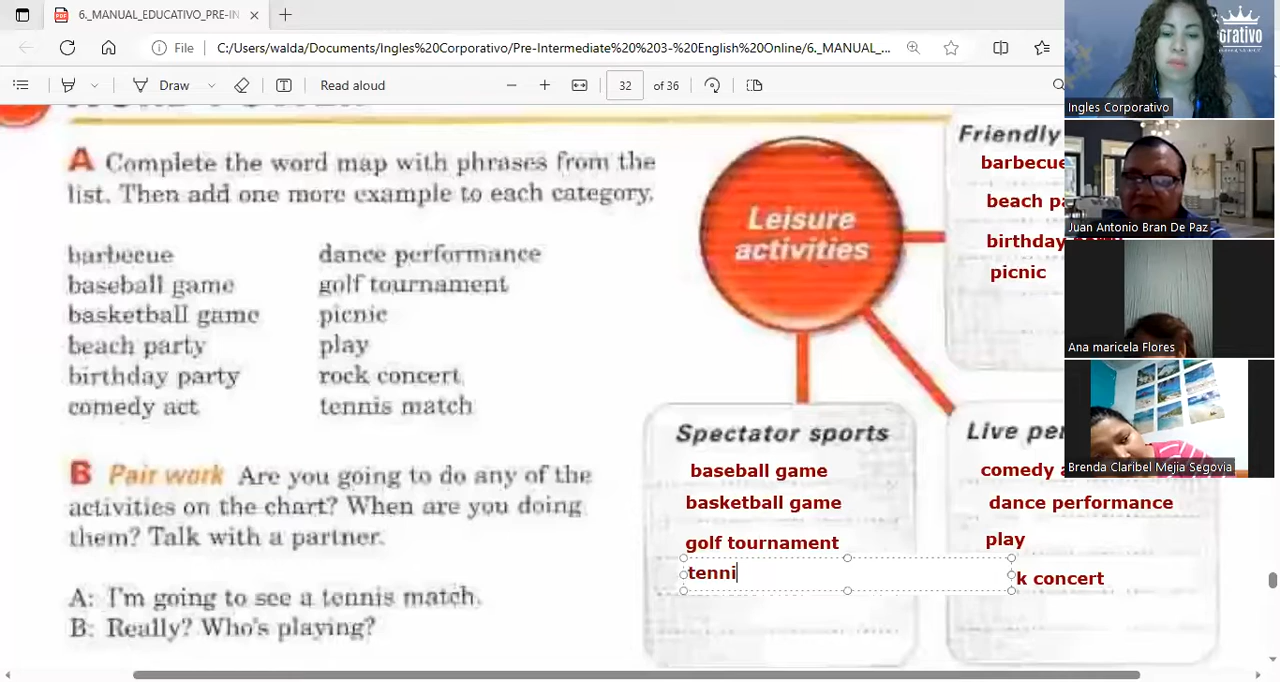 6._MANUAL_EDUCATIVO_PRE-IN
File
C:/Users/walda/Documents/Ingles%20Corporativo/Pre-Intermediate%20%203-%20English%20Online/6._MANUAL_...
Draw
Read aloud
32 of 36
A Complete the word map with phrases from the
list. Then add one more example to each category.
barbecue
baseball game
basketball game
beach party
birthday party
comedy act
dance performance
golf tournament
picnic
play
rock concert
tennis match
B Pair work Are you going to do any of the
activities on the chart? When are you doing
them? Talk with a partner.
A: I'm going to see a tennis match.
B: Really? Who's playing?
Leisure
activities
Friendly
barbecue
beach pa
birthday
picnic
Spectator sports
baseball game
basketball game
golf tournament
tenni
Live per
comedy a
dance performance
play
k concert
Ingles Corporativo
Juan Antonio Bran De Paz
Ana maricela Flores
Brenda Claribel Mejia Segovia